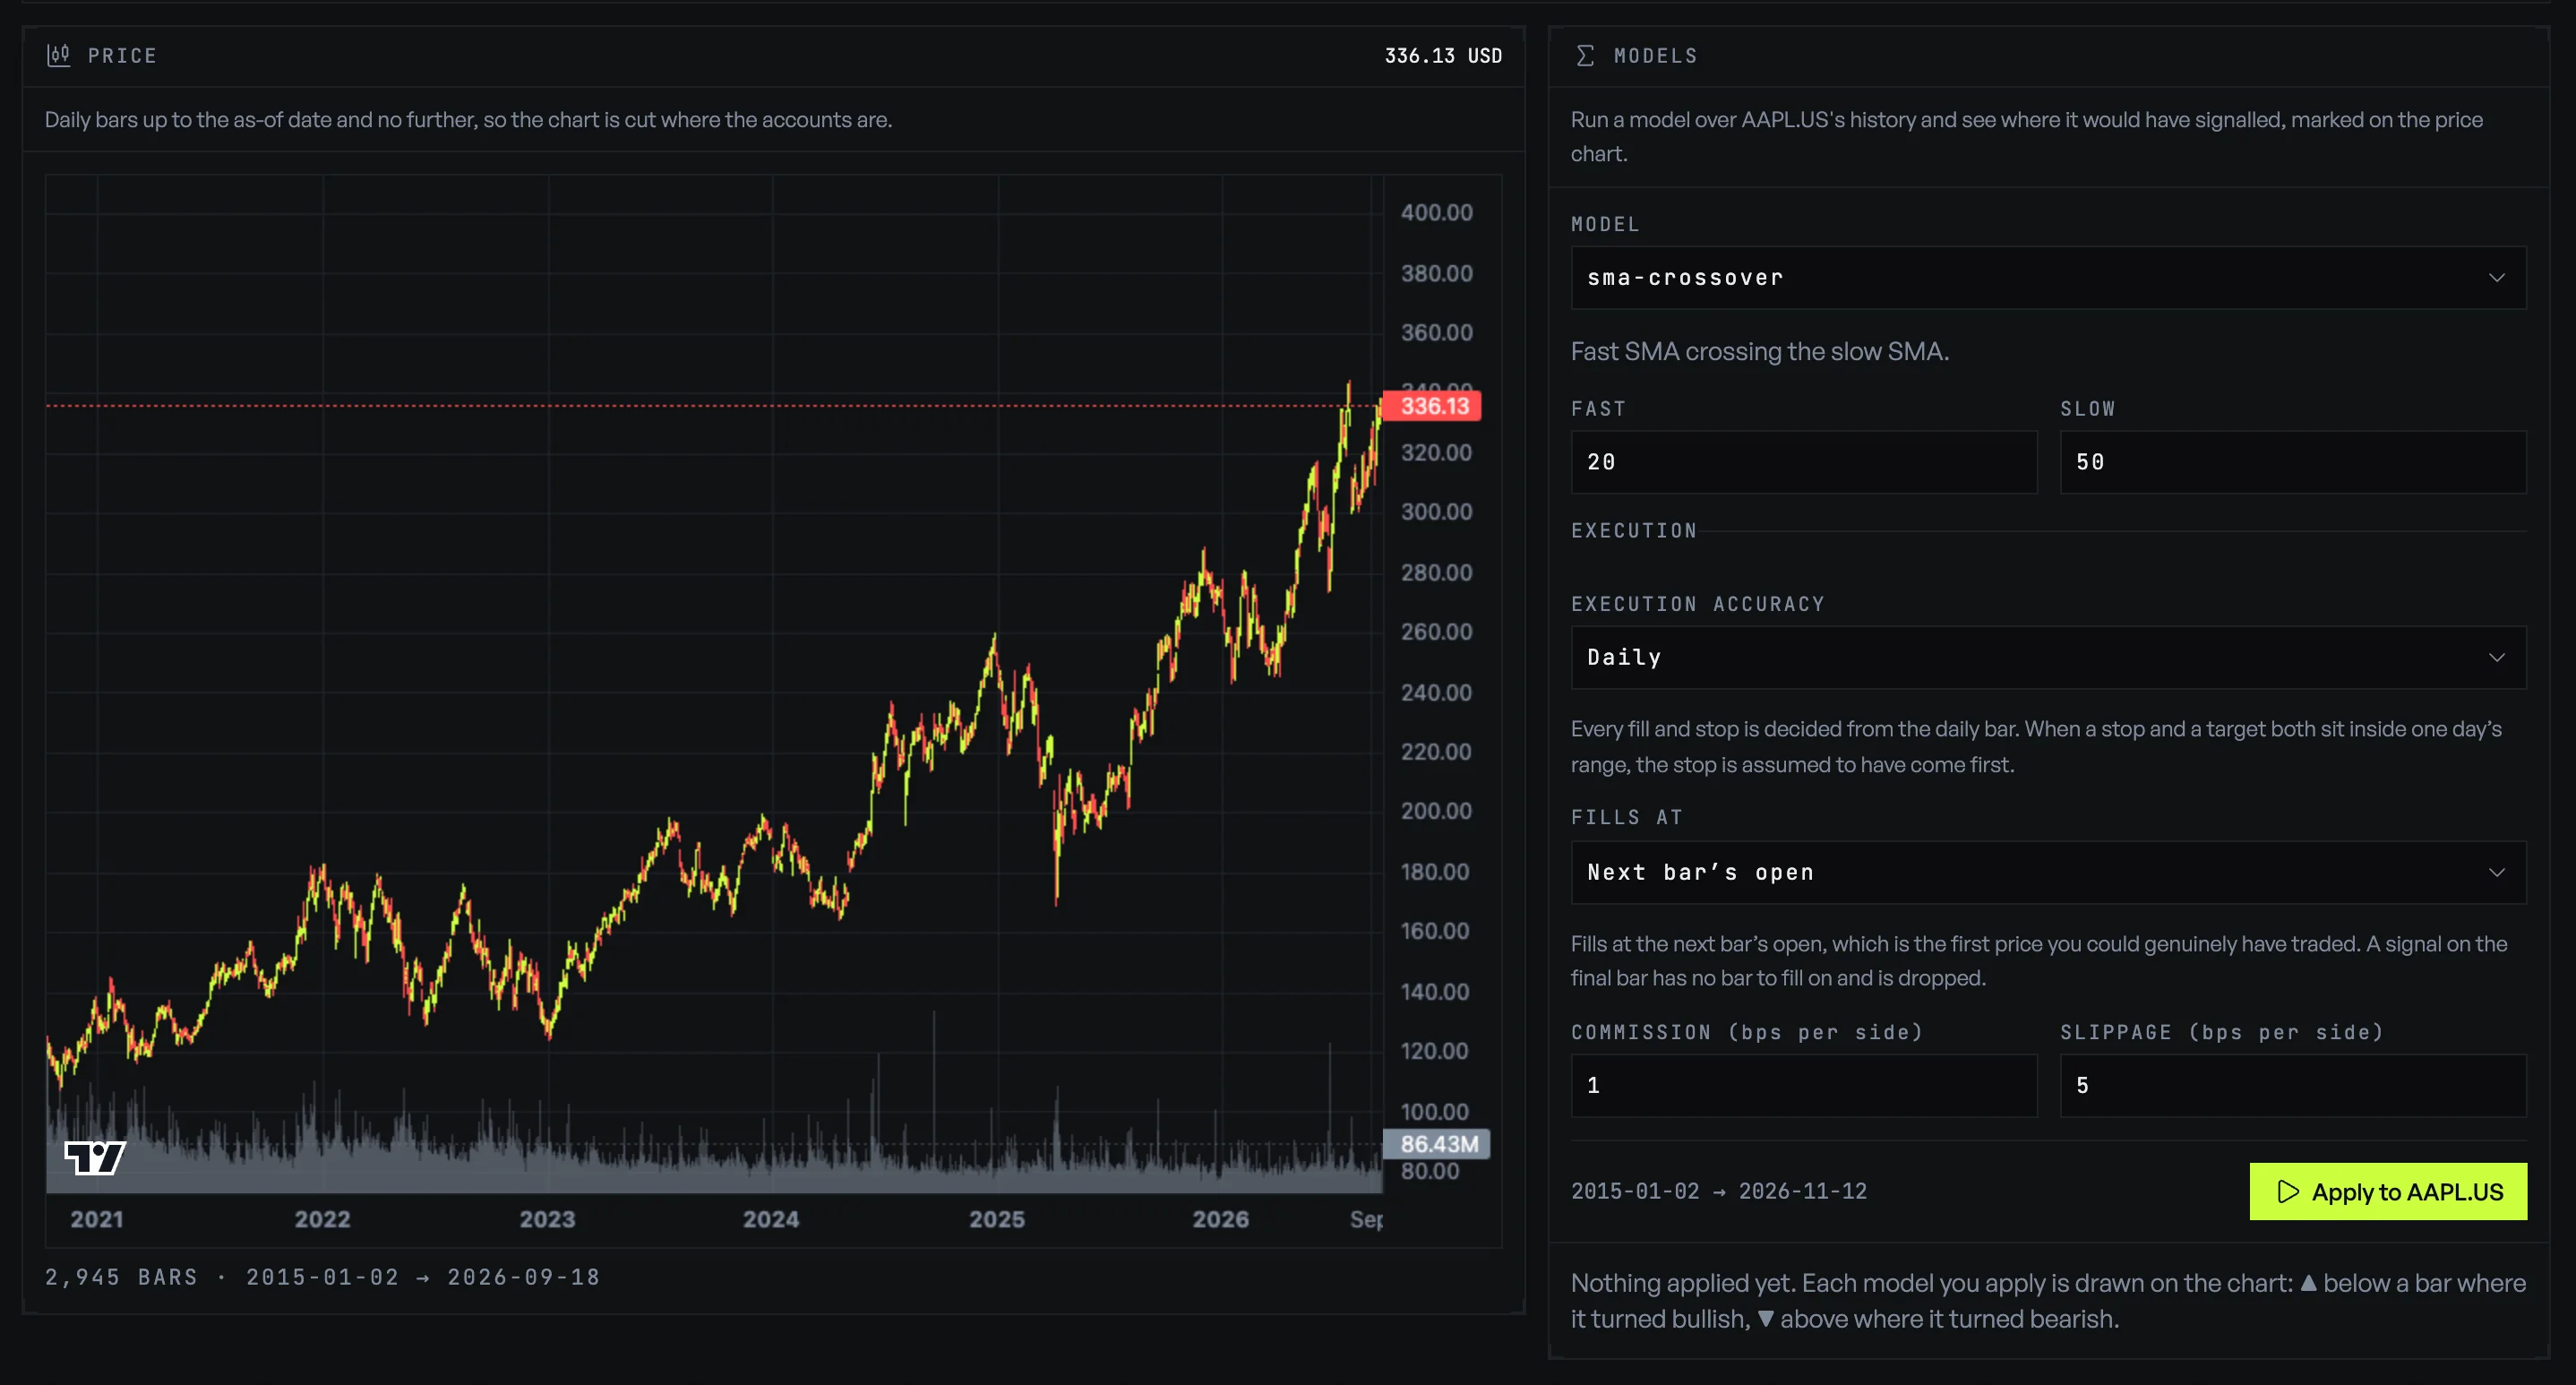 PRICE
336.13 USD
Daily bars up to the as-of date and no further, so the chart is cut where the accounts are.
400.00
380.00
360.00
340.00
336.13
320.00
300.00
280.00
260.00
240.00
220.00
200.00
180.00
160.00
140.00
120.00
100.00
86.43M
80.00
2021
2022
2023
2024
2025
2026
Sep
2,945 BARS · 2015-01-02 → 2026-09-18
MODELS
Run a model over AAPL.US's history and see where it would have signalled, marked on the price
chart.
MODEL
sma-crossover
Fast SMA crossing the slow SMA.
FAST
SLOW
20
50
EXECUTION
EXECUTION ACCURACY
Daily
Every fill and stop is decided from the daily bar. When a stop and a target both sit inside one day’s
range, the stop is assumed to have come first.
FILLS AT
Next bar’s open
Fills at the next bar’s open, which is the first price you could genuinely have traded. A signal on the
final bar has no bar to fill on and is dropped.
COMMISSION (bps per side)
SLIPPAGE (bps per side)
1
5
2015-01-02 → 2026-11-12
Apply to AAPL.US
Nothing applied yet. Each model you apply is drawn on the chart: ▲ below a bar where
it turned bullish, ▼ above where it turned bearish.